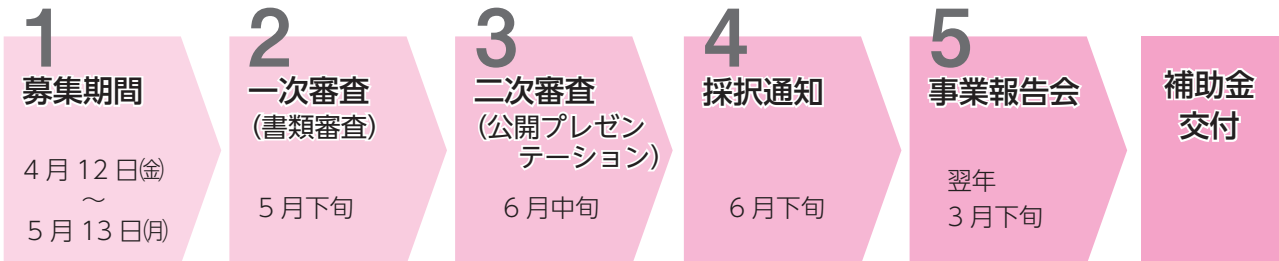 1
募集期間
4月12日㈮
〜
5月13日㈪
2
一次審査
（書類審査）
5月下旬
3
二次審査
（公開プレゼン
テーション）
6月中旬
4
採択通知
6月下旬
5
事業報告会
翌年
3月下旬
補助金
交付